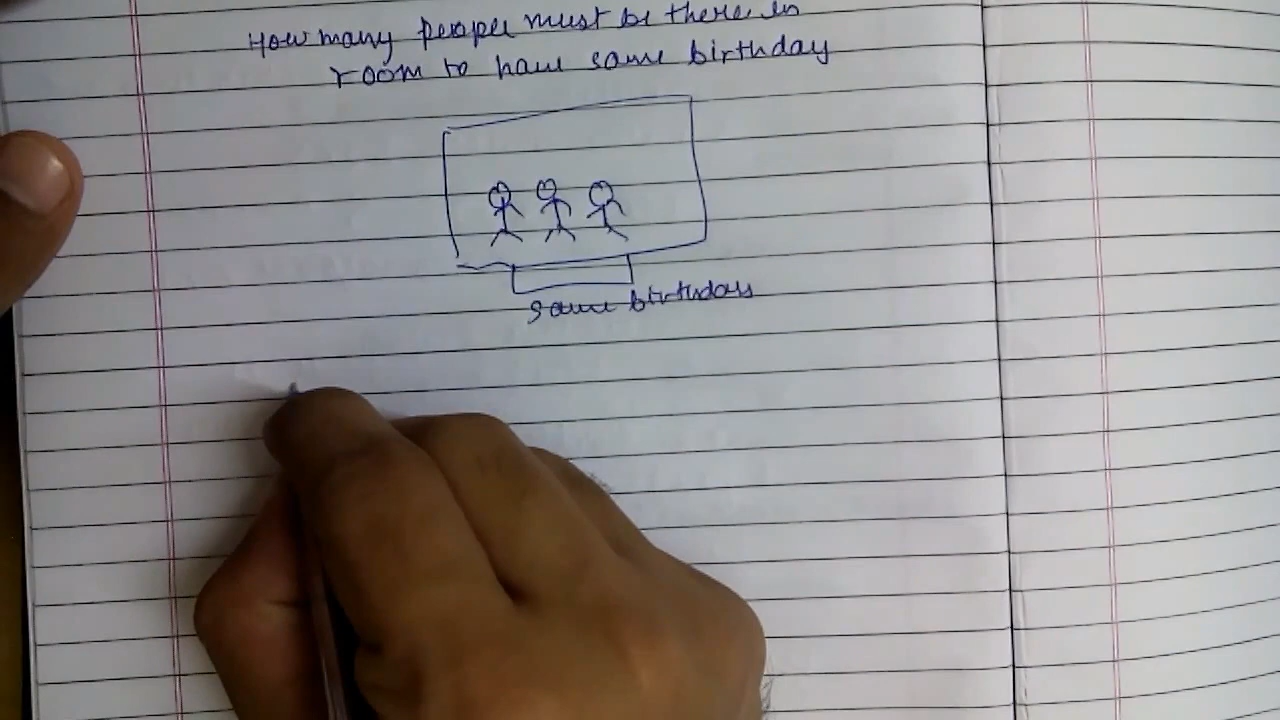 How many people must be there in
room to have same birthday
same birthdays